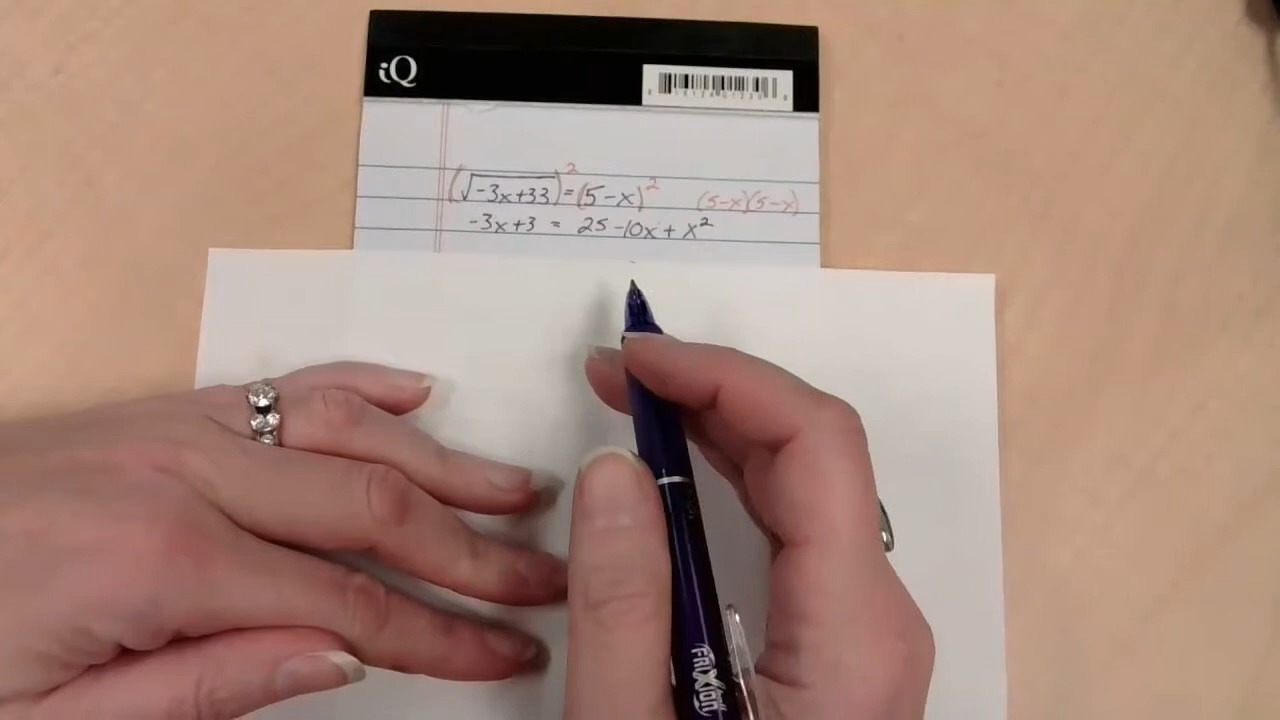 iQ
(√-3x+33)² = (5-x)² (5-x)(5-x)
-3x+3 = 25-10x+x²
FRIXion